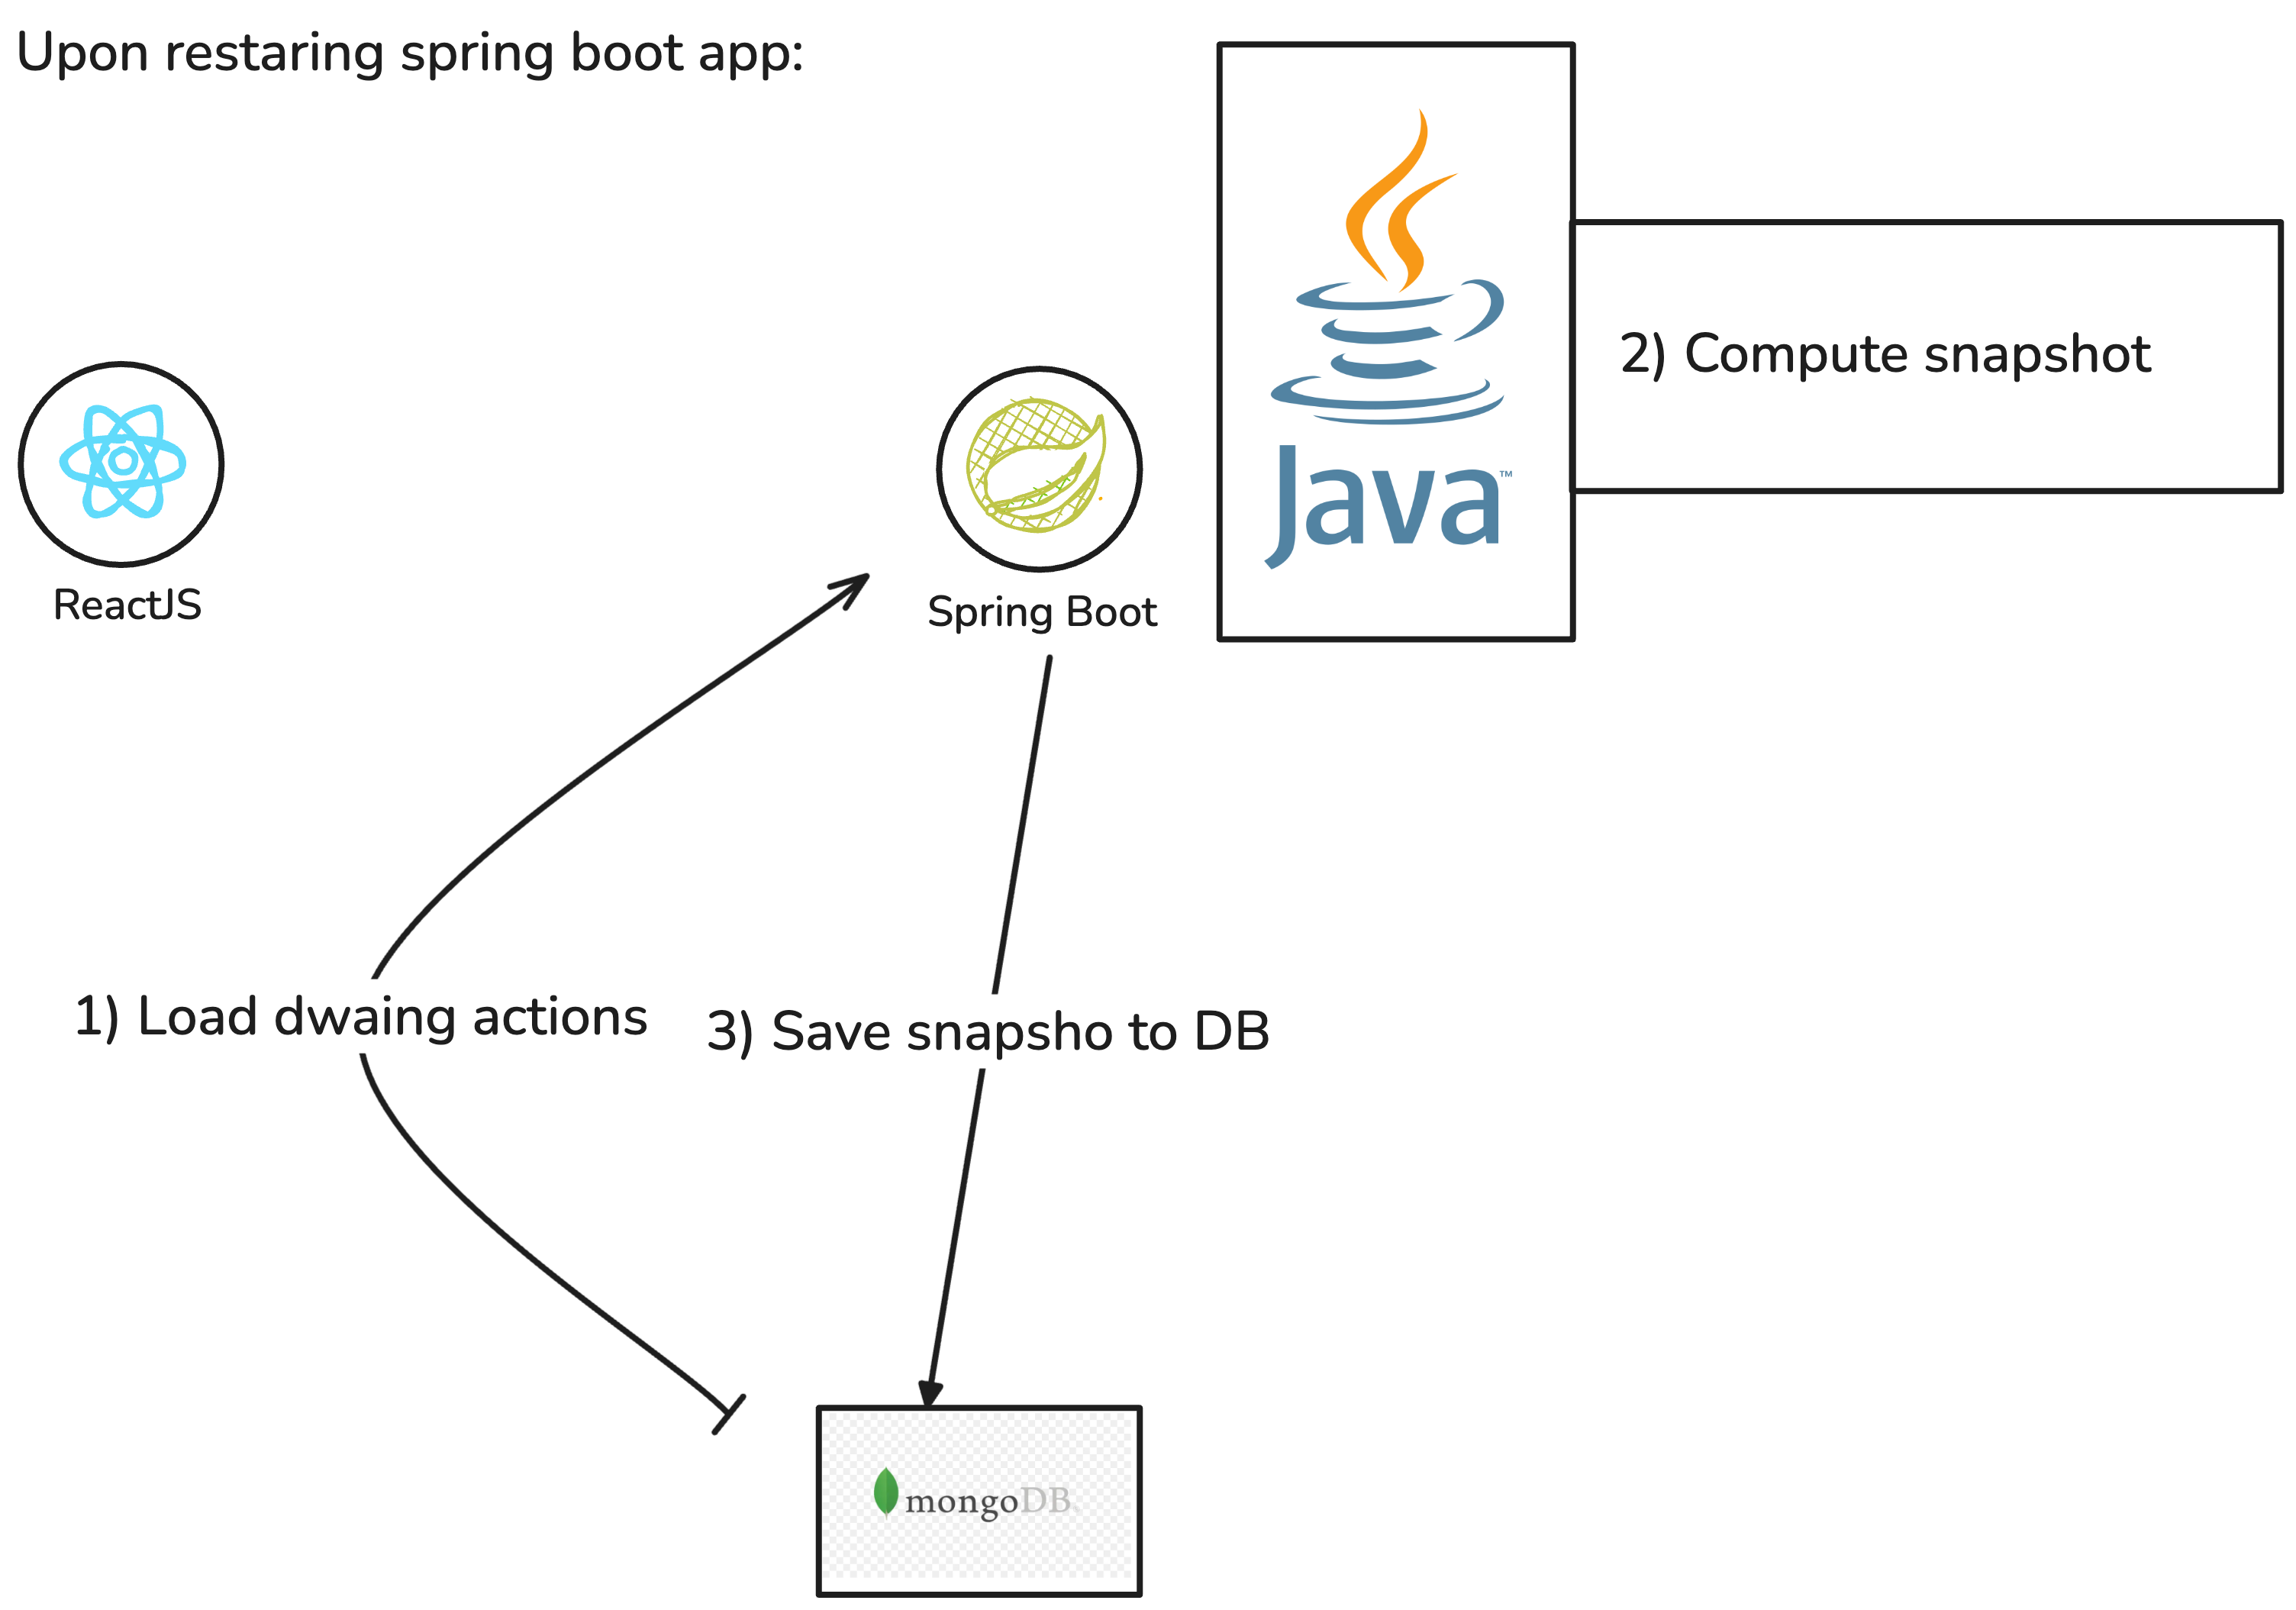 Upon restaring spring boot app:
Java™
2) Compute snapshot
ReactJS
Spring Boot
1) Load dwaing actions
3) Save snapsho to DB
mongoDB